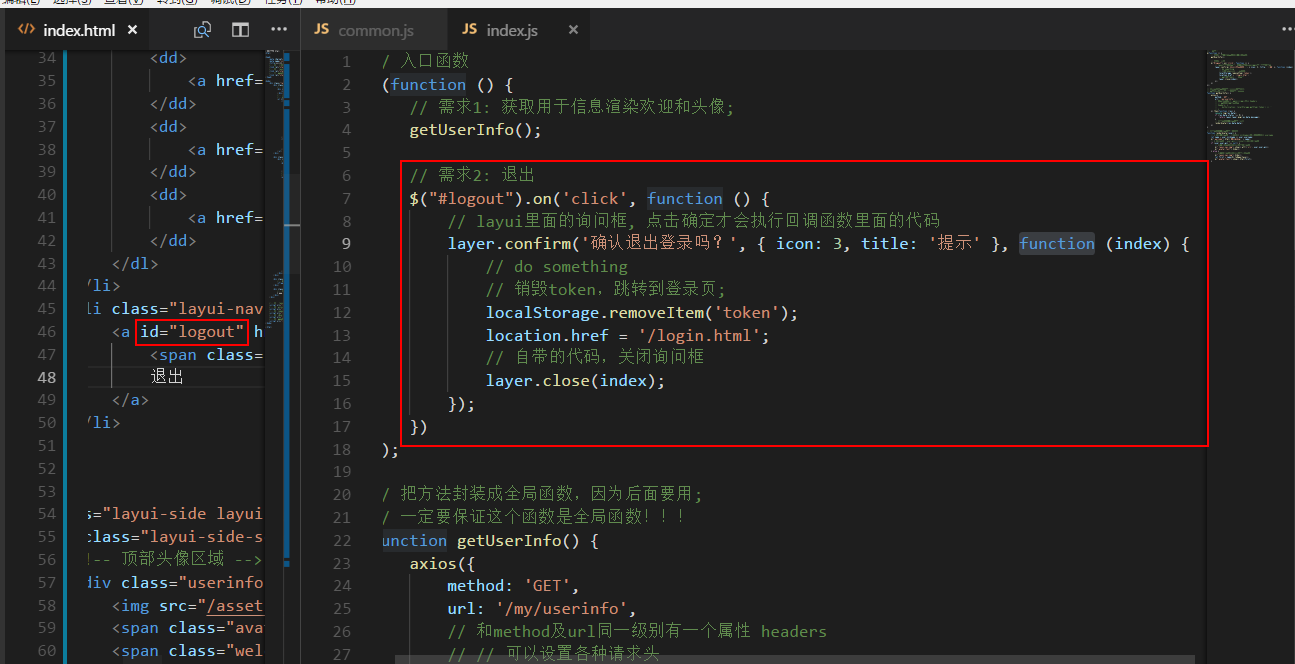 编辑(E) 选择(S) 查看(V) 转到(G) 调试(D) 任务(T) 帮助(H)
index.html
34 <dd>
35 <a href=
36 </dd>
37 <dd>
38 <a href=
39 </dd>
40 <dd>
41 <a href=
42 </dd>
43 </dl>
44 /li>
45 li class="layui-nav
46 <a id="logout" h
47 <span class=
48 退出
49 </a>
50 /li>
51
52
53
54 s="layui-side layui
55 class="layui-side-s
56 !-- 顶部头像区域 -->
57 div class="userinfo
58 <img src="/asset
59 <span class="ava
60 <span class="wel
JS common.js
JS index.js
1 / 入口函数
2 (function () {
3 // 需求1: 获取用于信息渲染欢迎和头像;
4 getUserInfo();
5
6 // 需求2: 退出
7 $("#logout").on('click', function () {
8 // layui里面的询问框, 点击确定才会执行回调函数里面的代码
9 layer.confirm('确认退出登录吗？', { icon: 3, title: '提示' }, function (index) {
10 // do something
11 // 销毁token，跳转到登录页;
12 localStorage.removeItem('token');
13 location.href = '/login.html';
14 // 自带的代码，关闭询问框
15 layer.close(index);
16 });
17 })
18 );
19
20 / 把方法封装成全局函数，因为后面要用;
21 / 一定要保证这个函数是全局函数！！！
22 unction getUserInfo() {
23 axios({
24 method: 'GET',
25 url: '/my/userinfo',
26 // 和method及url同一级别有一个属性 headers
27 // // 可以设置各种请求头